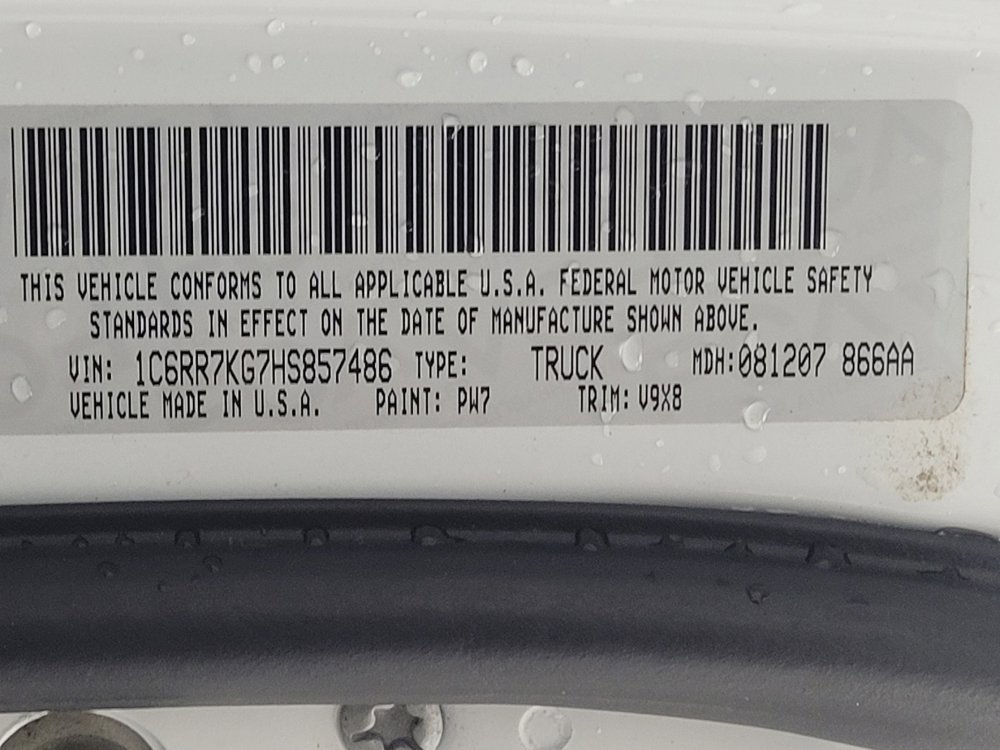 THIS VEHICLE CONFORMS TO ALL APPLICABLE U.S.A. FEDERAL MOTOR VEHICLE SAFETY
STANDARDS IN EFFECT ON THE DATE OF MANUFACTURE SHOWN ABOVE.
VIN: 1C6RR7KG7HS857486 TYPE: TRUCK MDH:081207 866AA
VEHICLE MADE IN U.S.A. PAINT: PW7 TRIM: V9X8